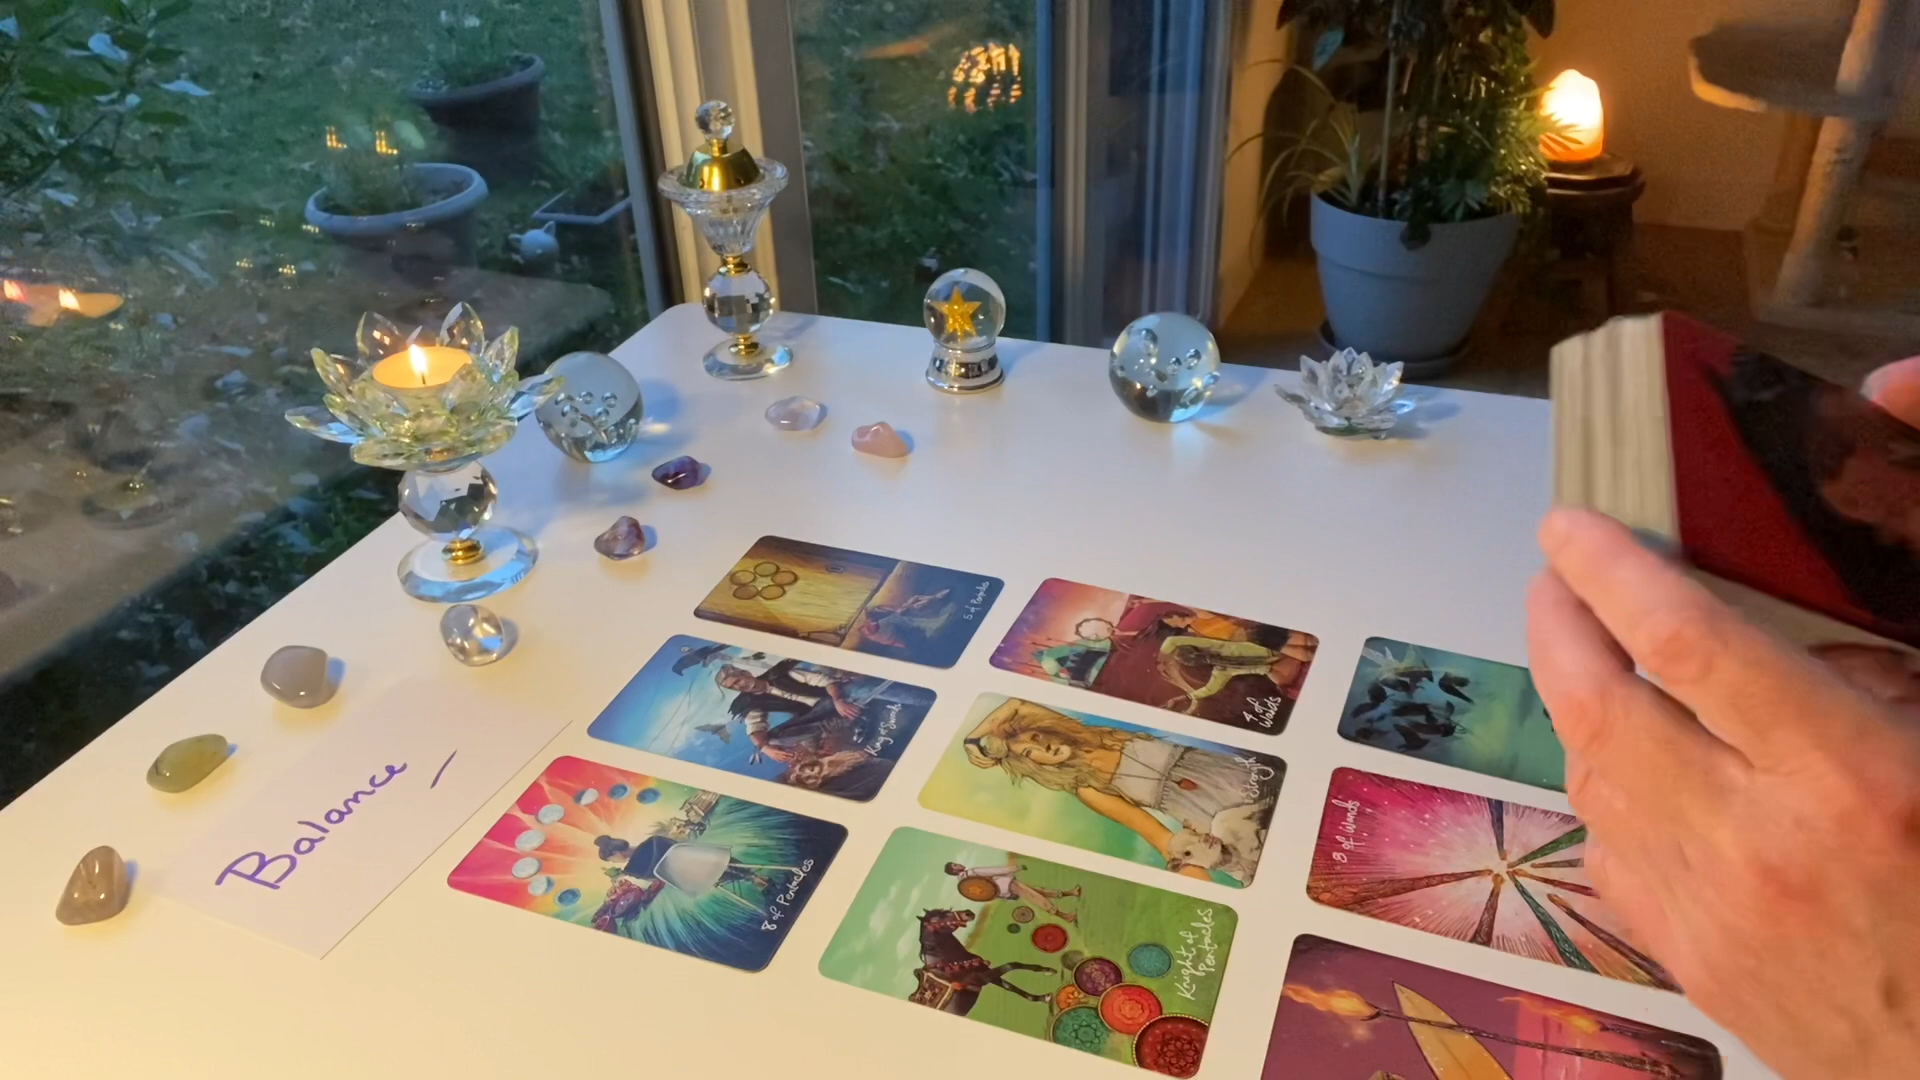 Balance
5 of Pentacles
4 of
Wands
King of Swords
Strength
8 of Wands
8 of Pentacles
Knight of
Pentacles